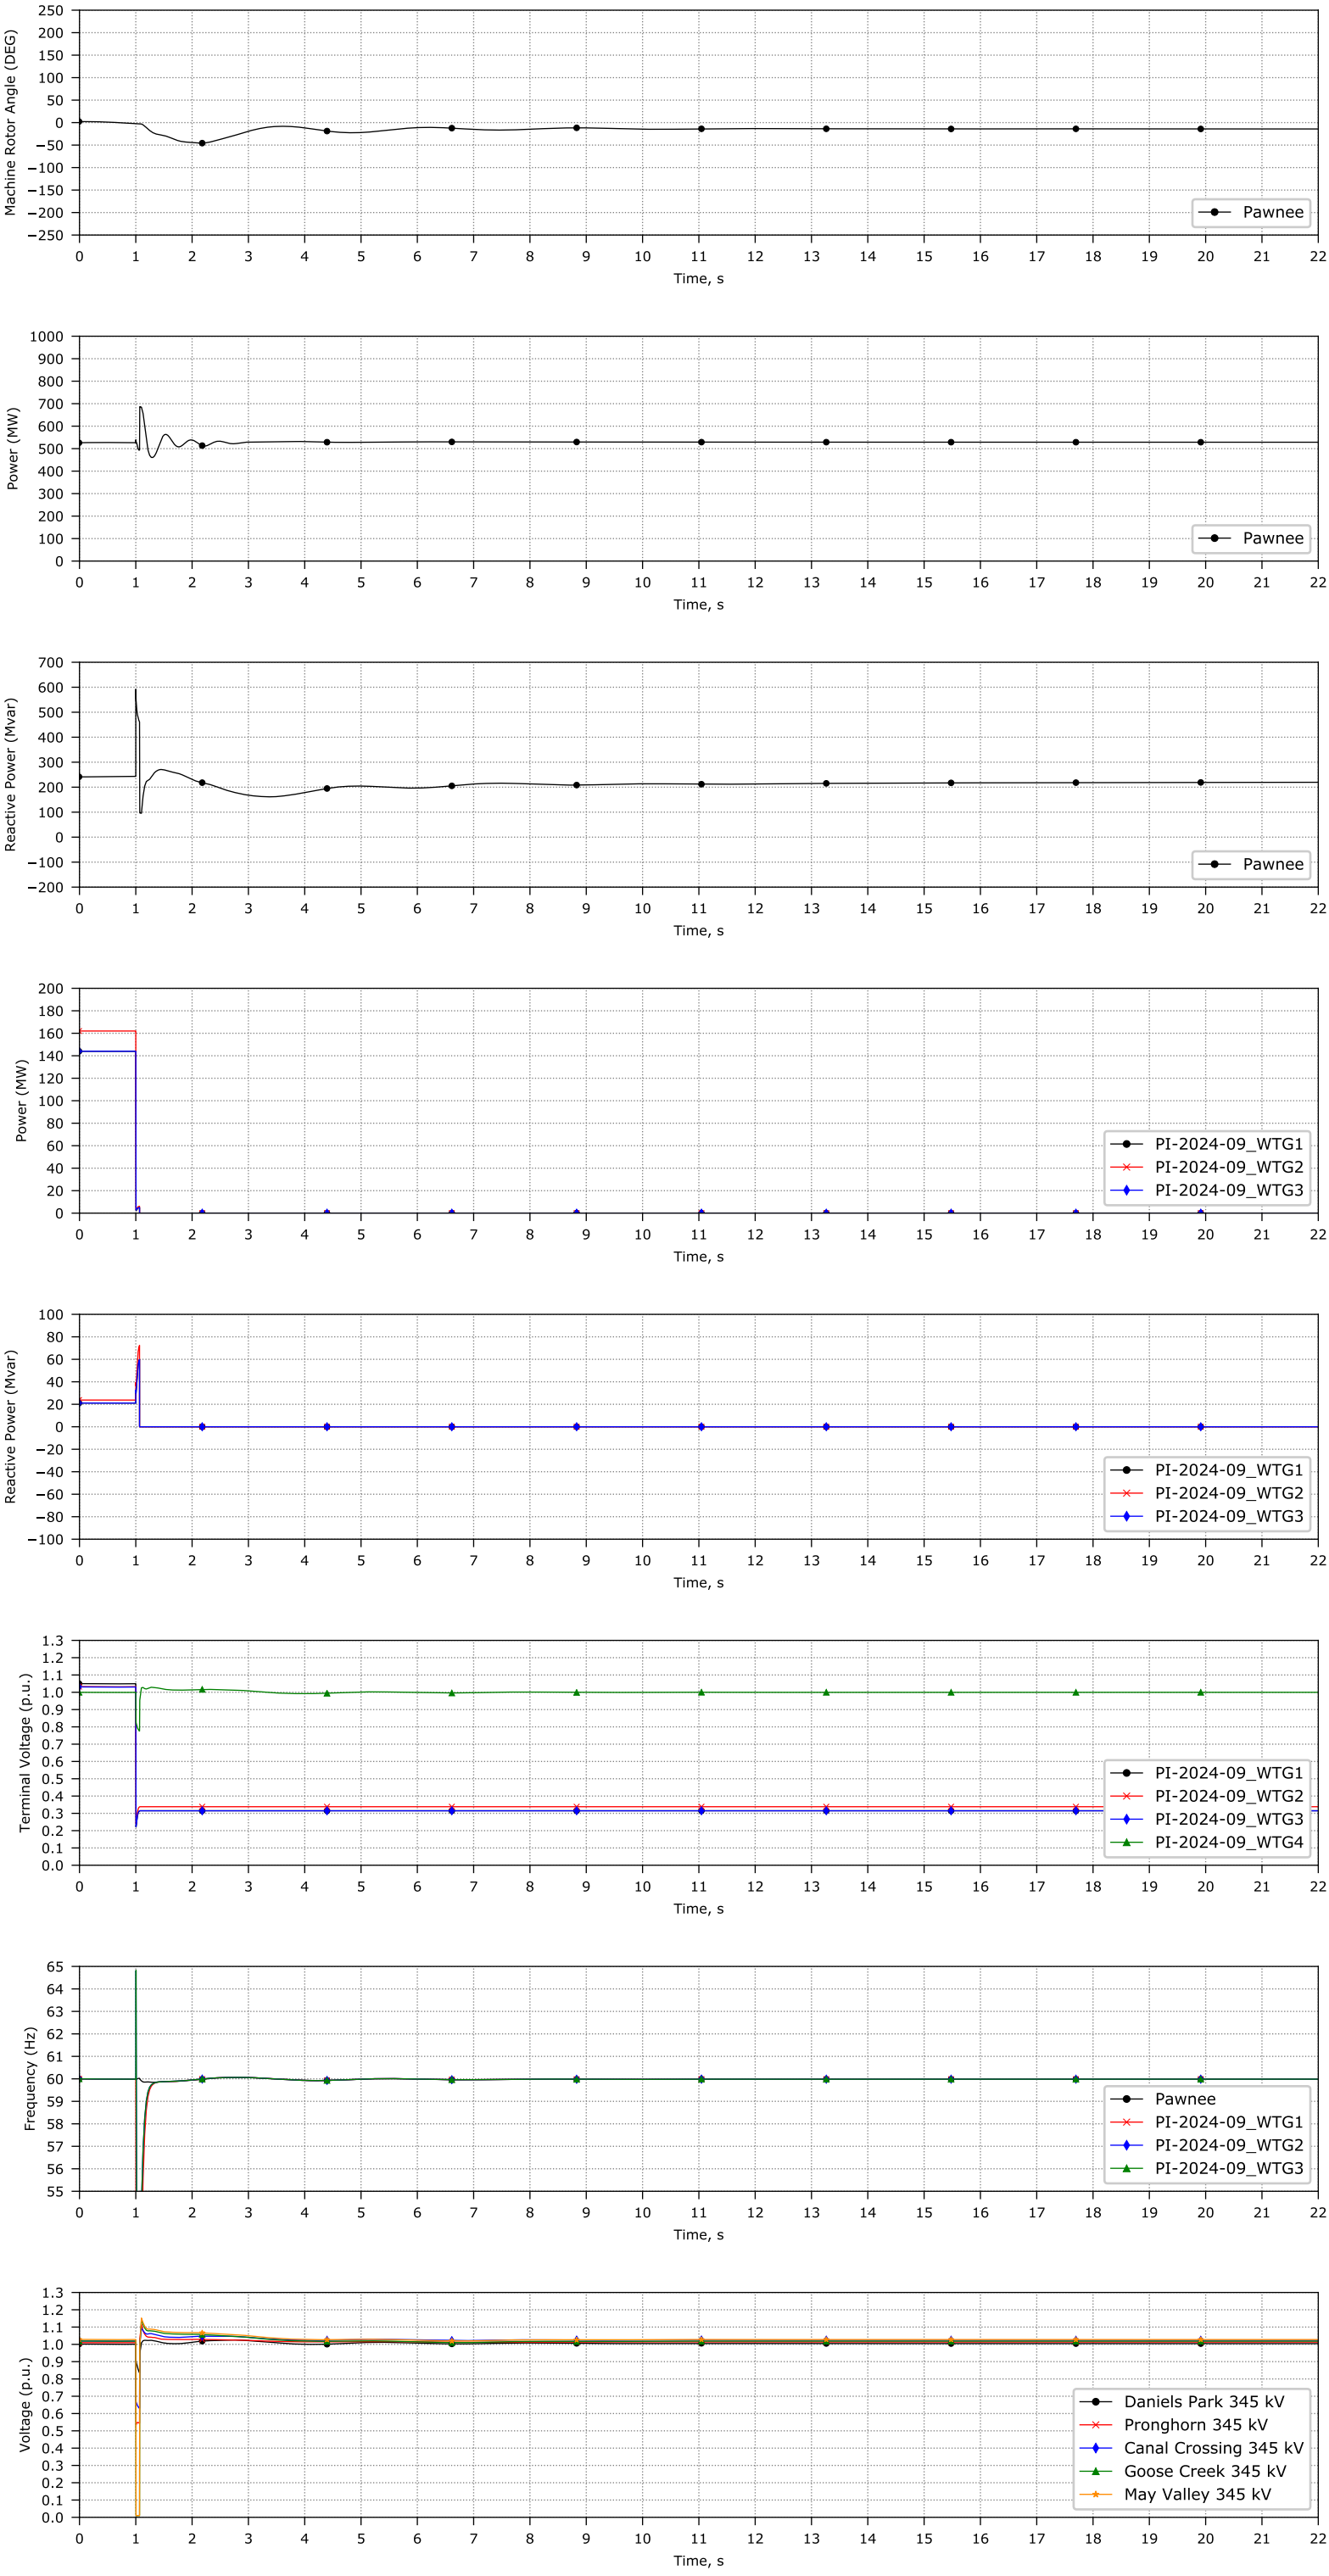 Machine Rotor Angle (DEG)
250
200
150
100
50
0
−50
−100
−150
−200
−250
Pawnee
0 1 2 3 4 5 6 7 8 9 10 11 12 13 14 15 16 17 18 19 20 21 22
Time, s
Power (MW)
1000
900
800
700
600
500
400
300
200
100
0
Pawnee
0 1 2 3 4 5 6 7 8 9 10 11 12 13 14 15 16 17 18 19 20 21 22
Time, s
Reactive Power (Mvar)
700
600
500
400
300
200
100
0
−100
−200
Pawnee
0 1 2 3 4 5 6 7 8 9 10 11 12 13 14 15 16 17 18 19 20 21 22
Time, s
Power (MW)
200
180
160
140
120
100
80
60
40
20
0
PI-2024-09_WTG1
PI-2024-09_WTG2
PI-2024-09_WTG3
0 1 2 3 4 5 6 7 8 9 10 11 12 13 14 15 16 17 18 19 20 21 22
Time, s
Reactive Power (Mvar)
100
80
60
40
20
0
−20
−40
−60
−80
−100
PI-2024-09_WTG1
PI-2024-09_WTG2
PI-2024-09_WTG3
0 1 2 3 4 5 6 7 8 9 10 11 12 13 14 15 16 17 18 19 20 21 22
Time, s
Terminal Voltage (p.u.)
1.3
1.2
1.1
1.0
0.9
0.8
0.7
0.6
0.5
0.4
0.3
0.2
0.1
0.0
PI-2024-09_WTG1
PI-2024-09_WTG2
PI-2024-09_WTG3
PI-2024-09_WTG4
0 1 2 3 4 5 6 7 8 9 10 11 12 13 14 15 16 17 18 19 20 21 22
Time, s
Frequency (Hz)
65
64
63
62
61
60
59
58
57
56
55
Pawnee
PI-2024-09_WTG1
PI-2024-09_WTG2
PI-2024-09_WTG3
0 1 2 3 4 5 6 7 8 9 10 11 12 13 14 15 16 17 18 19 20 21 22
Time, s
Voltage (p.u.)
1.3
1.2
1.1
1.0
0.9
0.8
0.7
0.6
0.5
0.4
0.3
0.2
0.1
0.0
Daniels Park 345 kV
Pronghorn 345 kV
Canal Crossing 345 kV
Goose Creek 345 kV
May Valley 345 kV
0 1 2 3 4 5 6 7 8 9 10 11 12 13 14 15 16 17 18 19 20 21 22
Time, s